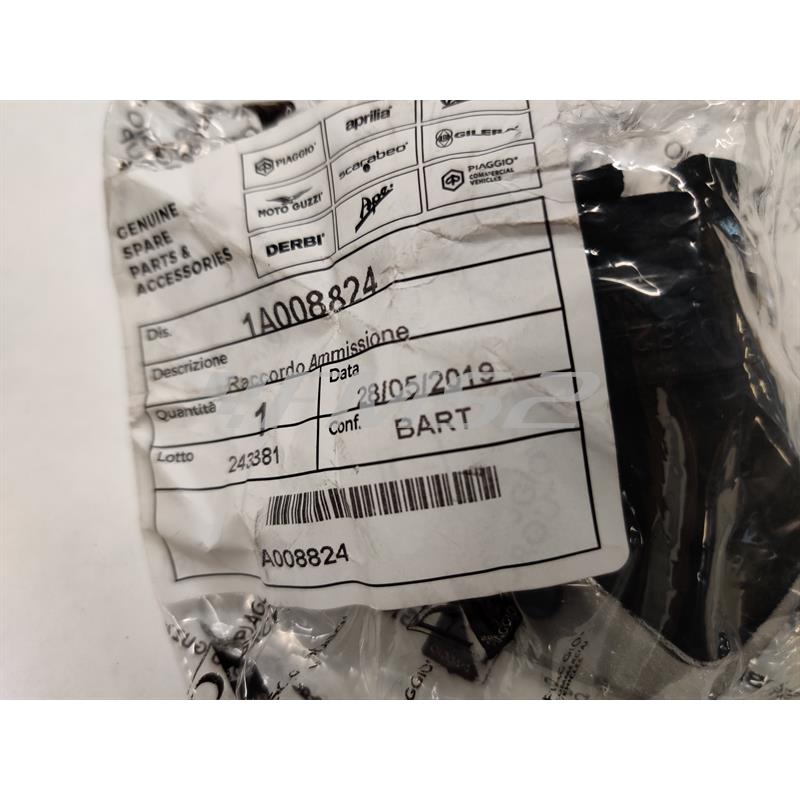 PIAGGIO
aprilia
MOTO GUZZI
scarabeo
GILERA
DERBI
Ape
PIAGGIO
COMMERCIAL
VEHICLES
GENUINE
SPARE
PARTS &
ACCESSORIES
Dis. 1A008824
Descrizione Raccordo Ammissione
Quantità 1
Data 28/05/2019
Lotto 243381
Conf. BART
A008824
PIAGGIO